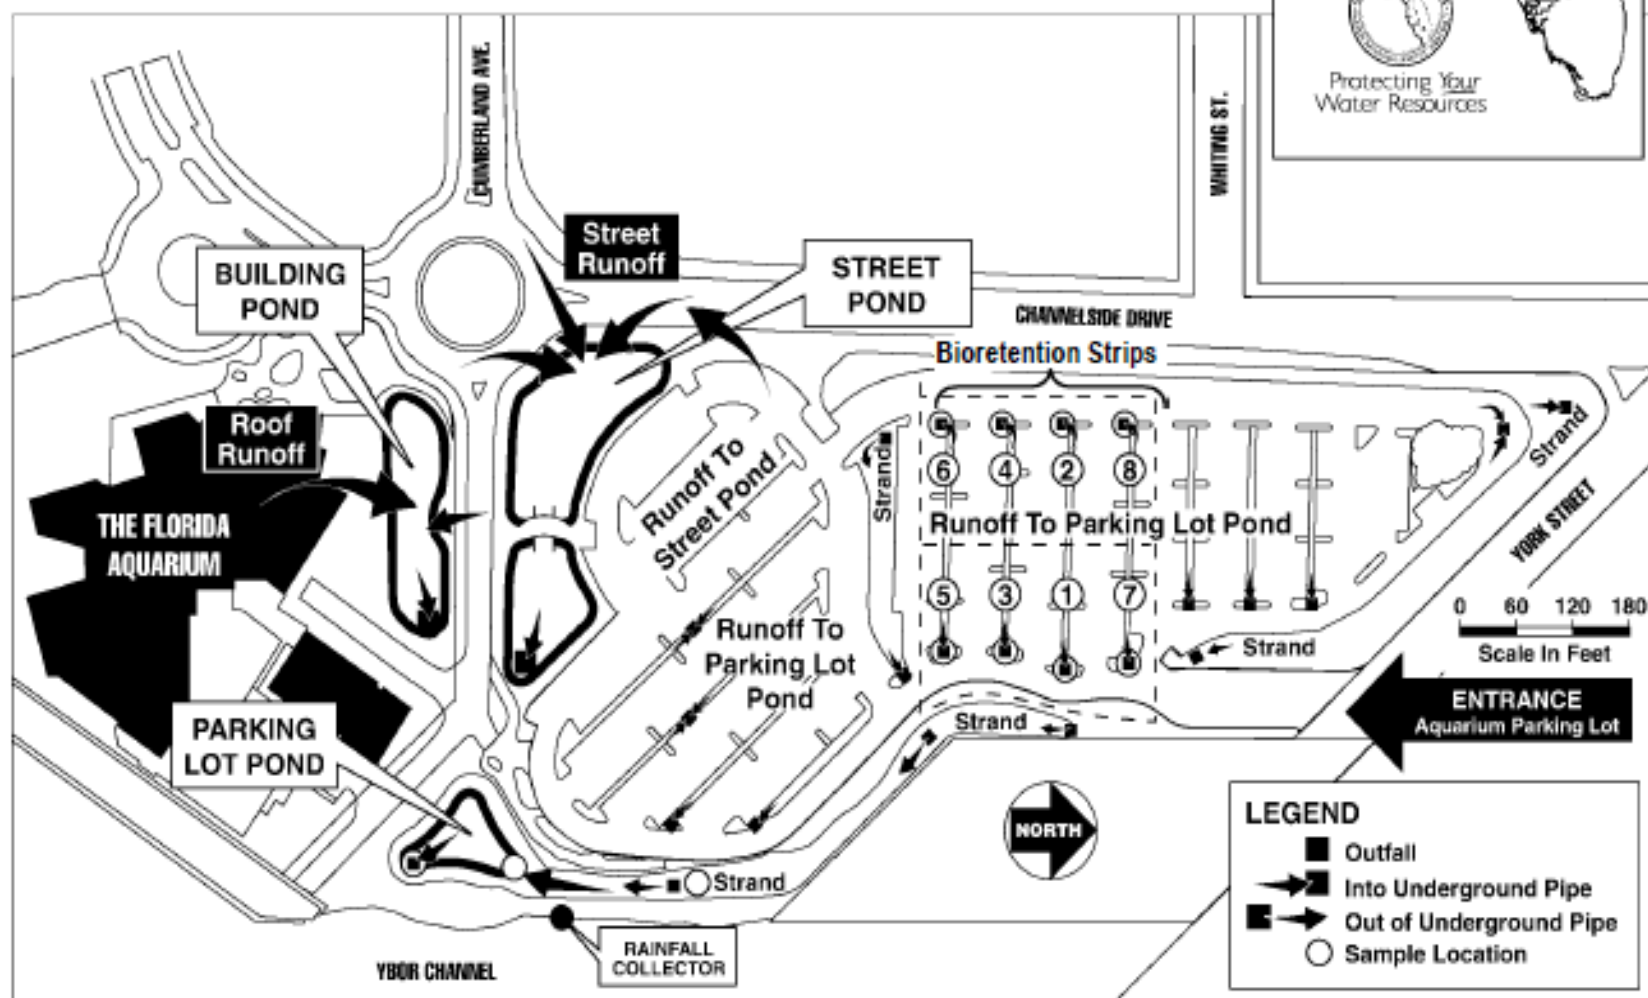 Protecting Your
Water Resources
CUMBERLAND AVE.
WHITING ST.
Street
Runoff
BUILDING
POND
STREET
POND
CHANNELSIDE DRIVE
Bioretention Strips
Roof
Runoff
Runoff To
Street Pond
Strand
Strand
6
4
2
8
THE FLORIDA
AQUARIUM
Runoff To Parking Lot Pond
YORK STREET
5
3
1
7
0 60 120 180
Scale In Feet
Runoff To
Parking Lot
Pond
Strand
ENTRANCE
Aquarium Parking Lot
Strand
PARKING
LOT POND
NORTH
LEGEND
Outfall
Into Underground Pipe
Out of Underground Pipe
Sample Location
Strand
RAINFALL
COLLECTOR
YBOR CHANNEL